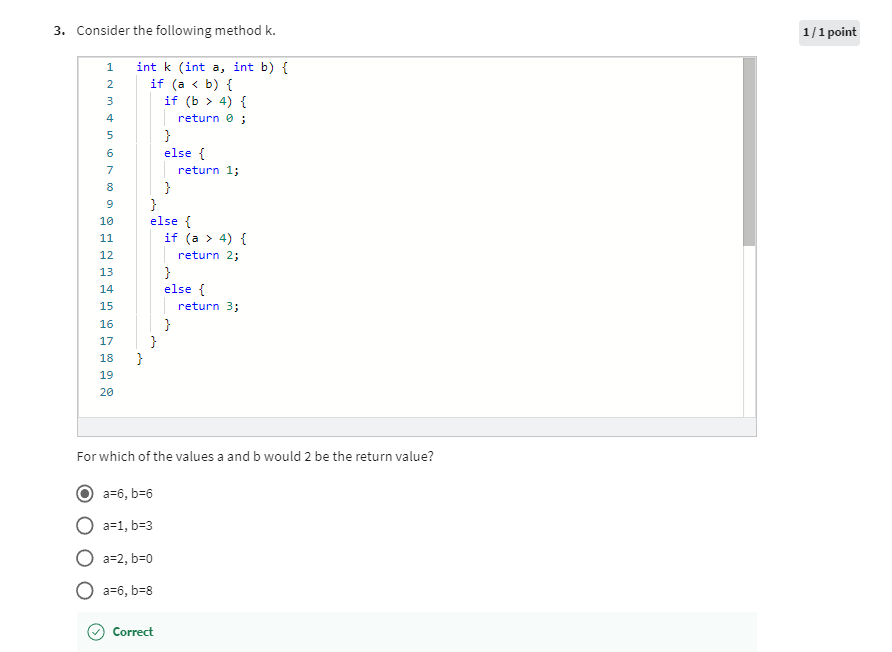 3. Consider the following method k.
1/1 point
1 int k (int a, int b) {
2 if (a < b) {
3 if (b > 4) {
4 return 0 ;
5 }
6 else {
7 return 1;
8 }
9 }
10 else {
11 if (a > 4) {
12 return 2;
13 }
14 else {
15 return 3;
16 }
17 }
18 }
19
20
For which of the values a and b would 2 be the return value?
a=6, b=6
a=1, b=3
a=2, b=0
a=6, b=8
Correct